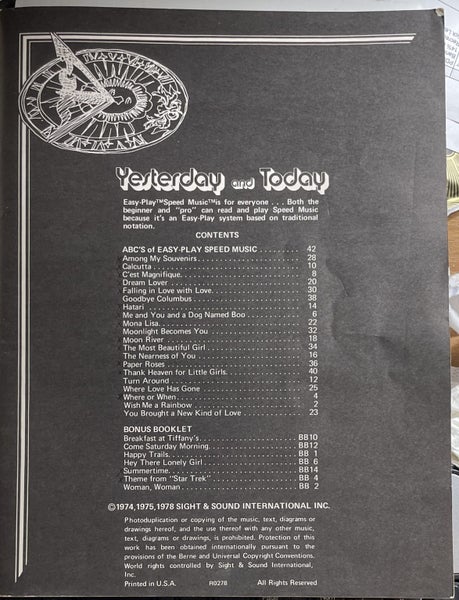 Yesterday and Today
Easy-Play™Speed Music™is for everyone . . . Both the
beginner and "pro" can read and play Speed Music
because it's an Easy-Play system based on traditional
notation.
CONTENTS
ABC'S of EASY-PLAY SPEED MUSIC . . . . . . . . 42
Among My Souvenirs . . . . . . . . 28
Calcutta . . . . . . . . 10
C'est Magnifique . . . . . . . . 8
Dream Lover . . . . . . . . 20
Falling in Love with Love . . . . . . . . 30
Goodbye Columbus . . . . . . . . 38
Hatari . . . . . . . . 14
Me and You and a Dog Named Boo . . . . . . . . 6
Mona Lisa . . . . . . . . 22
Moonlight Becomes You . . . . . . . . 32
Moon River . . . . . . . . 18
The Most Beautiful Girl . . . . . . . . 34
The Nearness of You . . . . . . . . 16
Paper Roses . . . . . . . . 36
Thank Heaven for Little Girls . . . . . . . . 40
Turn Around . . . . . . . . 12
Where Love Has Gone . . . . . . . . 25
Where or When . . . . . . . . 4
Wish Me a Rainbow . . . . . . . . 2
You Brought a New Kind of Love . . . . . . . . 23
BONUS BOOKLET
Breakfast at Tiffany's . . . . . . . . BB10
Come Saturday Morning . . . . . . . . BB12
Happy Trails . . . . . . . . BB 1
Hey There Lonely Girl . . . . . . . . BB 6
Summertime . . . . . . . . BB14
Theme from "Star Trek" . . . . . . . . BB 4
Woman, Woman . . . . . . . . BB 2
©1974,1975,1978 SIGHT & SOUND INTERNATIONAL INC.
Photoduplication or copying of the music, text, diagrams or
drawings hereof, and the use thereof with any other music,
text, diagrams or drawings, is prohibited. Protection of this
work has been obtained internationally pursuant to the
provisions of the Berne and Universal Copyright Conventions.
World rights controlled by Sight & Sound International,
Inc.
Printed in U.S.A. R0278 All Rights Reserved